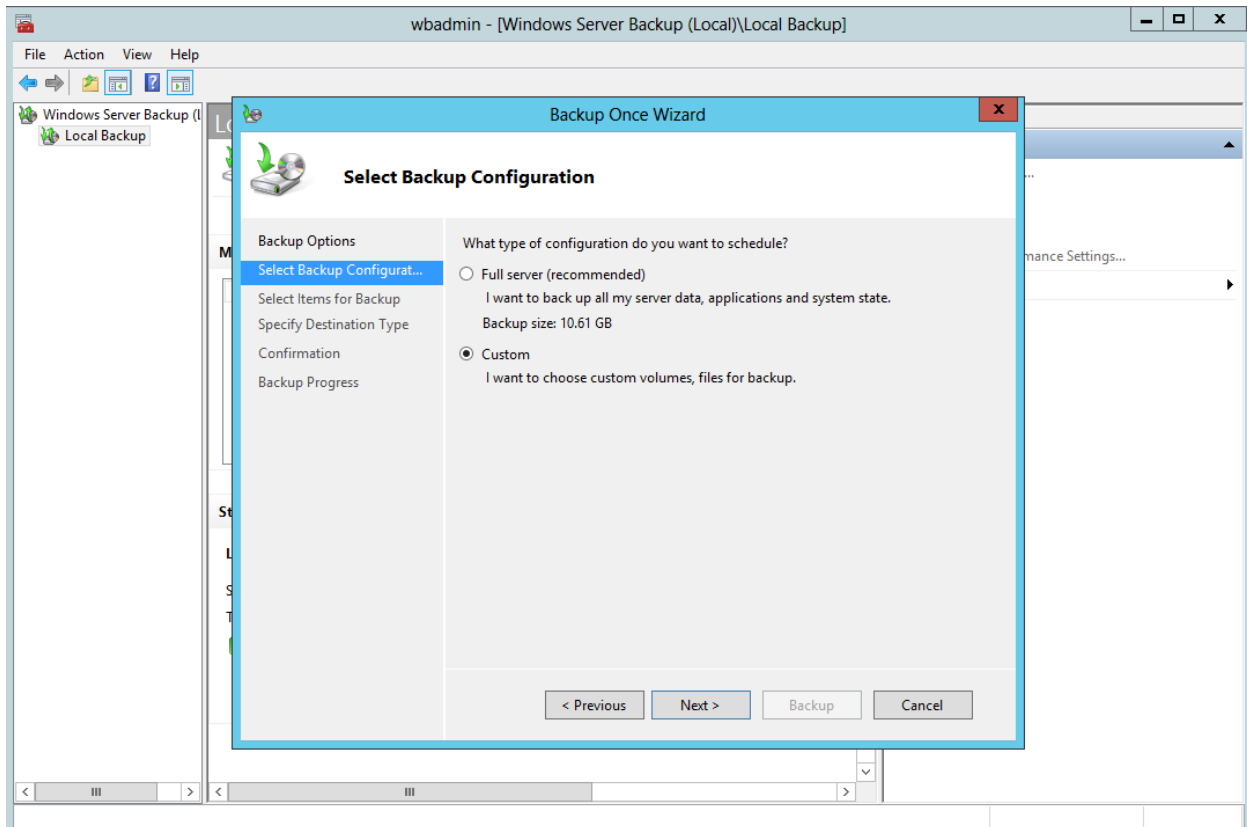 wbadmin - [Windows Server Backup (Local)\Local Backup]
File Action View Help
Windows Server Backup (L
Local Backup
Backup Once Wizard
Select Backup Configuration
Backup Options
Select Backup Configurat...
Select Items for Backup
Specify Destination Type
Confirmation
Backup Progress
What type of configuration do you want to schedule?
Full server (recommended)
I want to back up all my server data, applications and system state.
Backup size: 10.61 GB
Custom
I want to choose custom volumes, files for backup.
< Previous
Next >
Backup
Cancel
Lo
M
St
L
S
T
...
mance Settings...